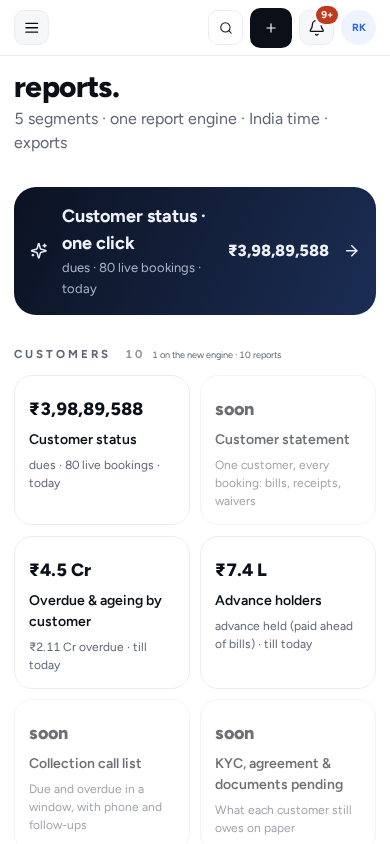 9+
RK
reports.
5 segments · one report engine · India time ·
exports
Customer status ·
one click
₹3,98,89,588
dues · 80 live bookings ·
today
CUSTOMERS 10 1 on the new engine · 10 reports
₹3,98,89,588
Customer status
dues · 80 live bookings ·
today
soon
Customer statement
One customer, every
booking: bills, receipts,
waivers
₹4.5 Cr
Overdue & ageing by
customer
₹2.11 Cr overdue · till
today
₹7.4 L
Advance holders
advance held (paid ahead
of bills) · till today
soon
Collection call list
Due and overdue in a
window, with phone and
follow-ups
soon
KYC, agreement &
documents pending
What each customer still
owes on paper